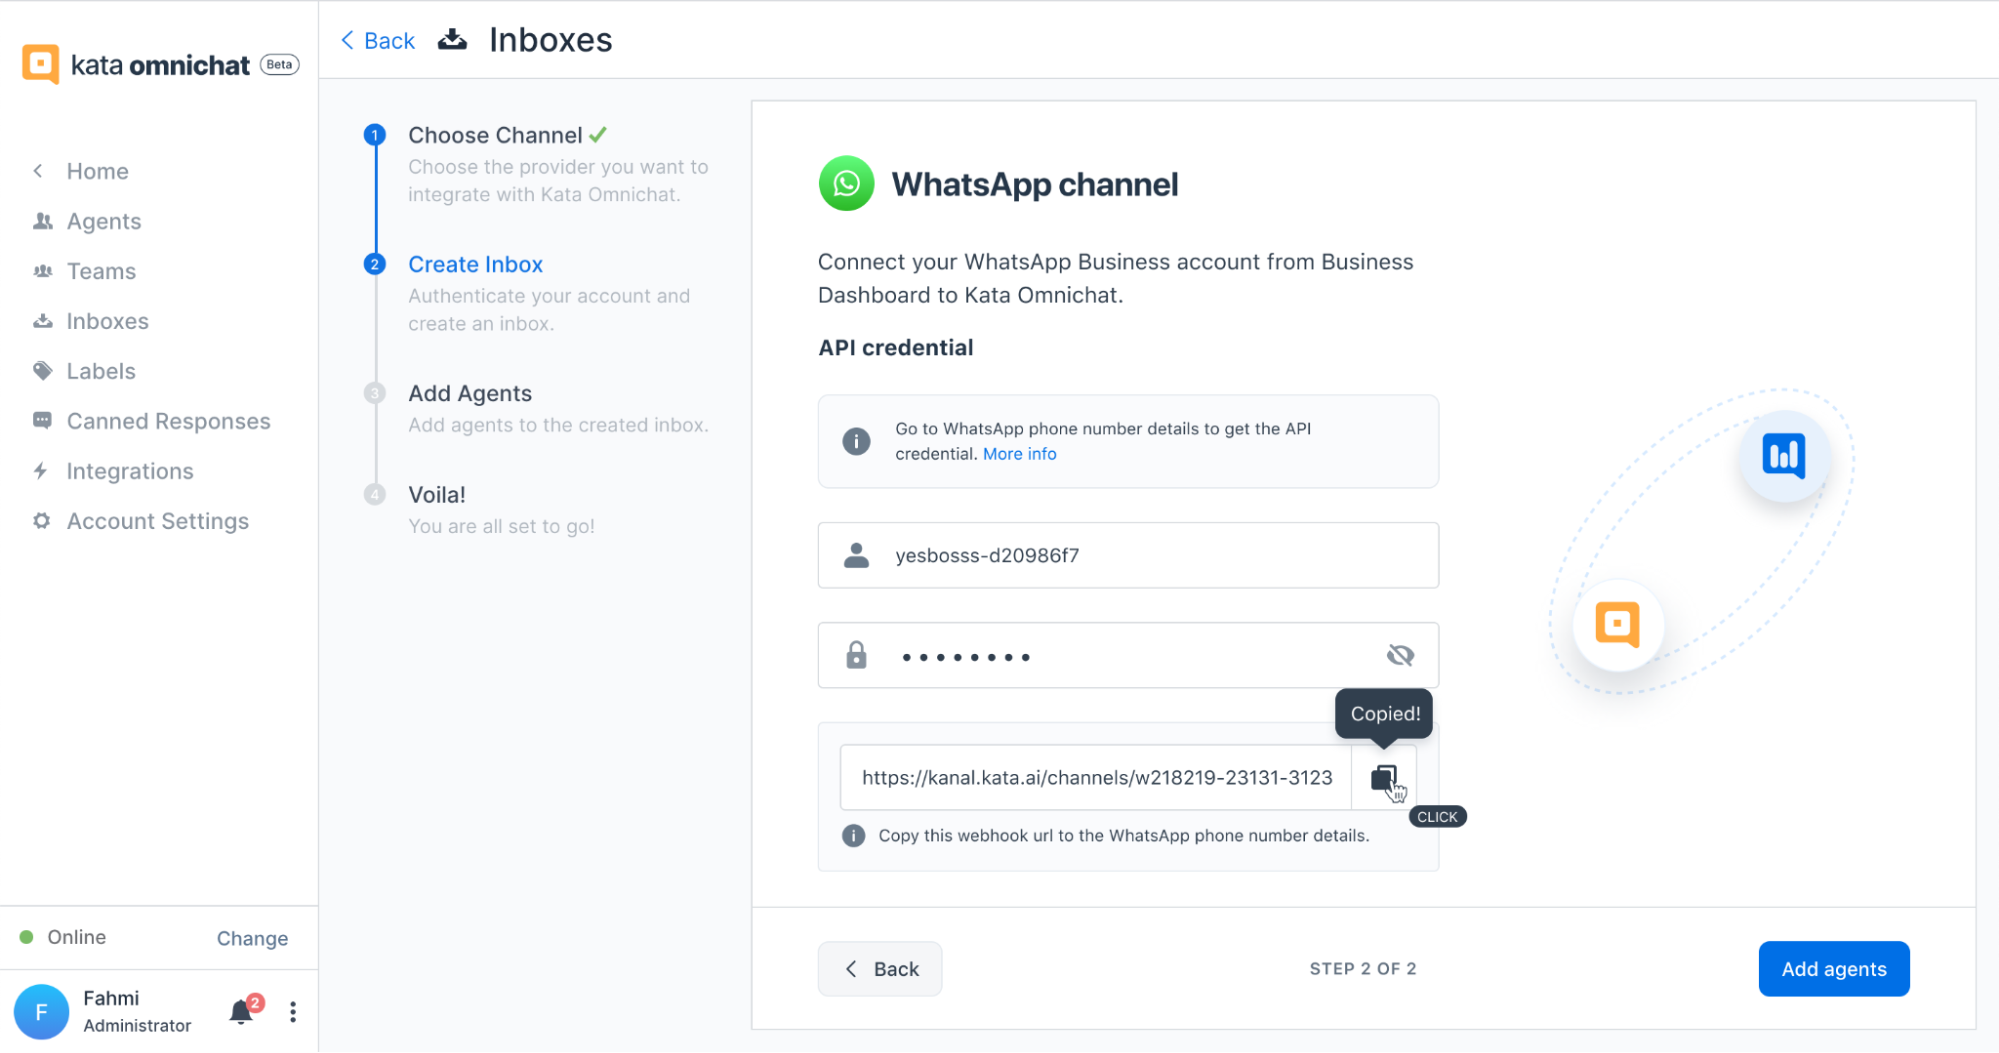 kata omnichat Beta
Home
Agents
Teams
Inboxes
Labels
Canned Responses
Integrations
Account Settings
Online
Change
F
Fahmi
Administrator
2
Back
Inboxes
1
Choose Channel
Choose the provider you want to
integrate with Kata Omnichat.
2
Create Inbox
Authenticate your account and
create an inbox.
3
Add Agents
Add agents to the created inbox.
4
Voila!
You are all set to go!
WhatsApp channel
Connect your WhatsApp Business account from Business
Dashboard to Kata Omnichat.
API credential
Go to WhatsApp phone number details to get the API
credential. More info
yesbosss-d20986f7
Copied!
https://kanal.kata.ai/channels/w218219-23131-3123
CLICK
Copy this webhook url to the WhatsApp phone number details.
Back
STEP 2 OF 2
Add agents